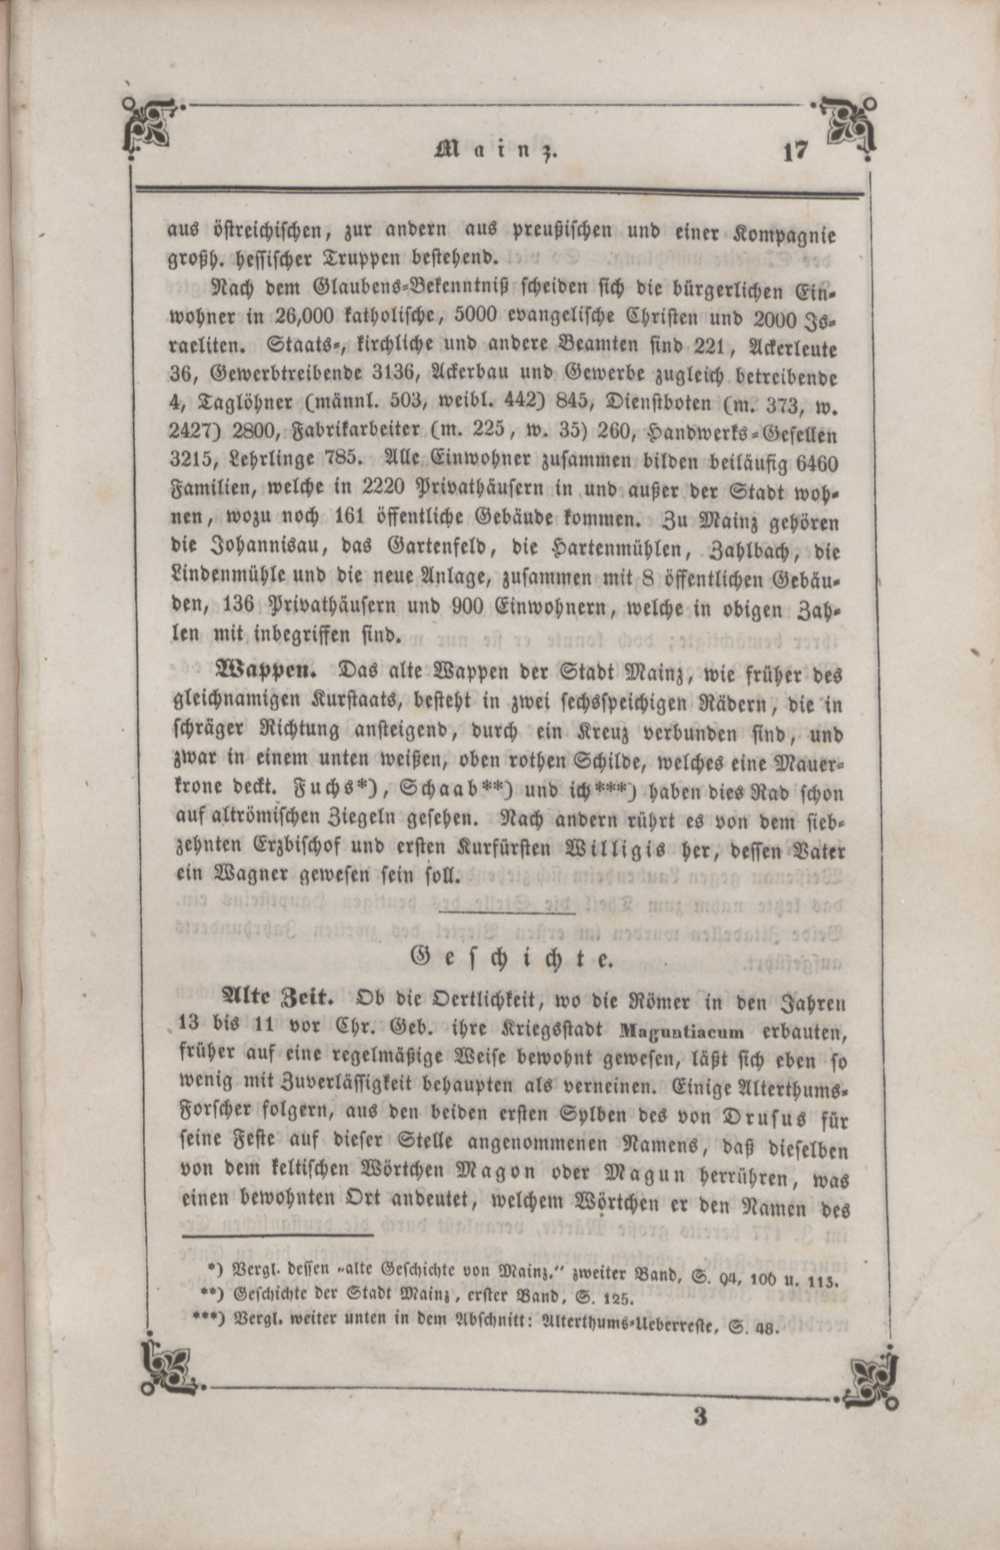 Mainz. 17
aus östreichischen, zur andern aus preußischen und einer Kompagnie
großh. hessischer Truppen bestehend.
Nach dem Glaubens-Bekenntniß scheiden sich die bürgerlichen Ein-
wohner in 26,000 katholische, 5000 evangelische Christen und 2000 Is-
raeliten. Staats-, kirchliche und andere Beamten sind 221, Ackerleute
36, Gewerbtreibende 3136, Ackerbau und Gewerbe zugleich betreibende
4, Taglöhner (männl. 503, weibl. 442) 845, Dienstboten (m. 373, w.
2427) 2800, Fabrikarbeiter (m. 225, w. 35) 260, Handwerks-Gesellen
3215, Lehrlinge 785. Alle Einwohner zusammen bilden beiläufig 6460
Familien, welche in 2220 Privathäusern in und außer der Stadt woh-
nen, wozu noch 161 öffentliche Gebäude kommen. Zu Mainz gehören
die Johannisau, das Gartenfeld, die Hartenmühlen, Zahlbach, die
Lindenmühle und die neue Anlage, zusammen mit 8 öffentlichen Gebäu-
den, 136 Privathäusern und 900 Einwohnern, welche in obigen Zah-
len mit inbegriffen sind.
Wappen. Das alte Wappen der Stadt Mainz, wie früher des
gleichnamigen Kurstaats, besteht in zwei sechsspeichigen Rädern, die in
schräger Richtung ansteigend, durch ein Kreuz verbunden sind, und
zwar in einem unten weißen, oben rothen Schilde, welches eine Mauer-
krone deckt. Fuchs*), Schaab**) und ich***) haben dies Rad schon
auf altrömischen Ziegeln gesehen. Nach andern rührt es von dem sieb-
zehnten Erzbischof und ersten Kurfürsten Willigis her, dessen Vater
ein Wagner gewesen sein soll.
Geschichte.
Alte Zeit. Ob die Oertlichkeit, wo die Römer in den Jahren
13 bis 11 vor Chr. Geb. ihre Kriegsstadt Maguntiacum erbauten,
früher auf eine regelmäßige Weise bewohnt gewesen, läßt sich eben so
wenig mit Zuverlässigkeit behaupten als verneinen. Einige Alterthums-
Forscher folgern, aus den beiden ersten Sylben des von Drusus für
seine Feste auf dieser Stelle angenommenen Namens, daß dieselben
von dem keltischen Wörtchen Magon oder Magun herrühren, was
einen bewohnten Ort andeutet, welchem Wörtchen er den Namen des
*) Vergl. dessen „alte Geschichte von Mainz.“ zweiter Band, S. 94, 106 u. 113.
**) Geschichte der Stadt Mainz, erster Band, S. 125.
***) Vergl. weiter unten in dem Abschnitt: Alterthums-Ueberreste, S. 48.
3